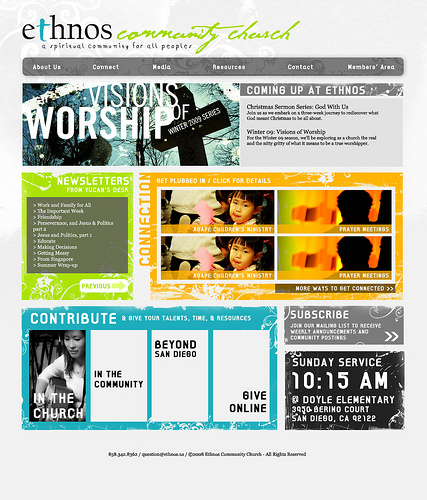 ethnos community church
a spiritual community for all peoples
About Us
Connect
Media
Resources
Contact
Members' Area
VISIONS
OF
WORSHIP
WINTER 2009 SERIES
COMING UP AT ETHNOS
Christmas Sermon Series: God With Us
Join us as we embark on a three-week journey to rediscover what
God meant Christmas to be all about.
Winter 09: Visions of Worship
For the Winter 09 season, we'll be exploring as a church the real
and the nitty gritty of what it means to be a true worshipper.
NEWSLETTERS
FROM YUCAN'S DESK
> Work and Family for All
> The Important Week
> Friendship
> Perseverance, and Jesus & Politics
part 2
> Jesus and Politics, part 1
> Educate
> Making Decisions
> Getting Messy
> From Singapore
> Summer Wrap-up
PREVIOUS
CONNECTION
GET PLUGGED IN / CLICK FOR DETAILS
AGAPE CHILDREN'S MINISTRY
PRAYER MEETINGS
AGAPE CHILDREN'S MINISTRY
PRAYER MEETINGS
MORE WAYS TO GET CONNECTED >>
CONTRIBUTE & GIVE YOUR TALENTS, TIME, & RESOURCES
IN THE
CHURCH
IN THE
COMMUNITY
BEYOND
SAN DIEGO
GIVE
ONLINE
SUBSCRIBE
JOIN OUR MAILING LIST TO RECEIVE
WEEKLY ANNOUNCEMENTS AND
COMMUNITY POSTINGS
>>
SUNDAY SERVICE
10:15 AM
@ DOYLE ELEMENTARY
3950 BERINO COURT
SAN DIEGO, CA 92122
858.342.8360 / question@ethnos.us / ©2008 Ethnos Community Church - All Rights Reserved